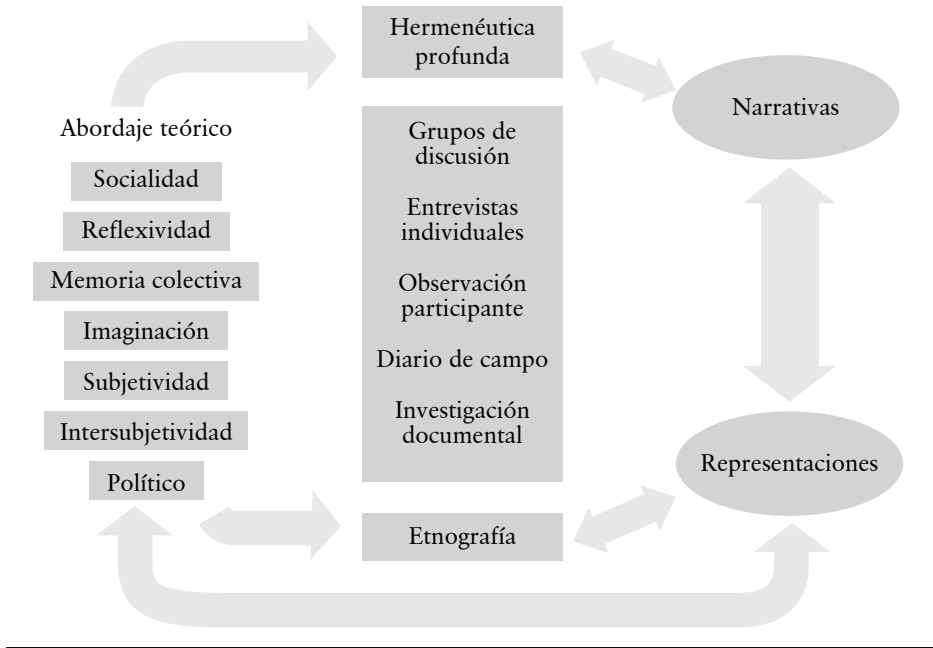 Abordaje teórico
Socialidad
Reflexividad
Memoria colectiva
Imaginación
Subjetividad
Intersubjetividad
Político
Hermenéutica
profunda
Grupos de
discusión
Entrevistas
individuales
Observación
participante
Diario de campo
Investigación
documental
Etnografía
Narrativas
Representaciones